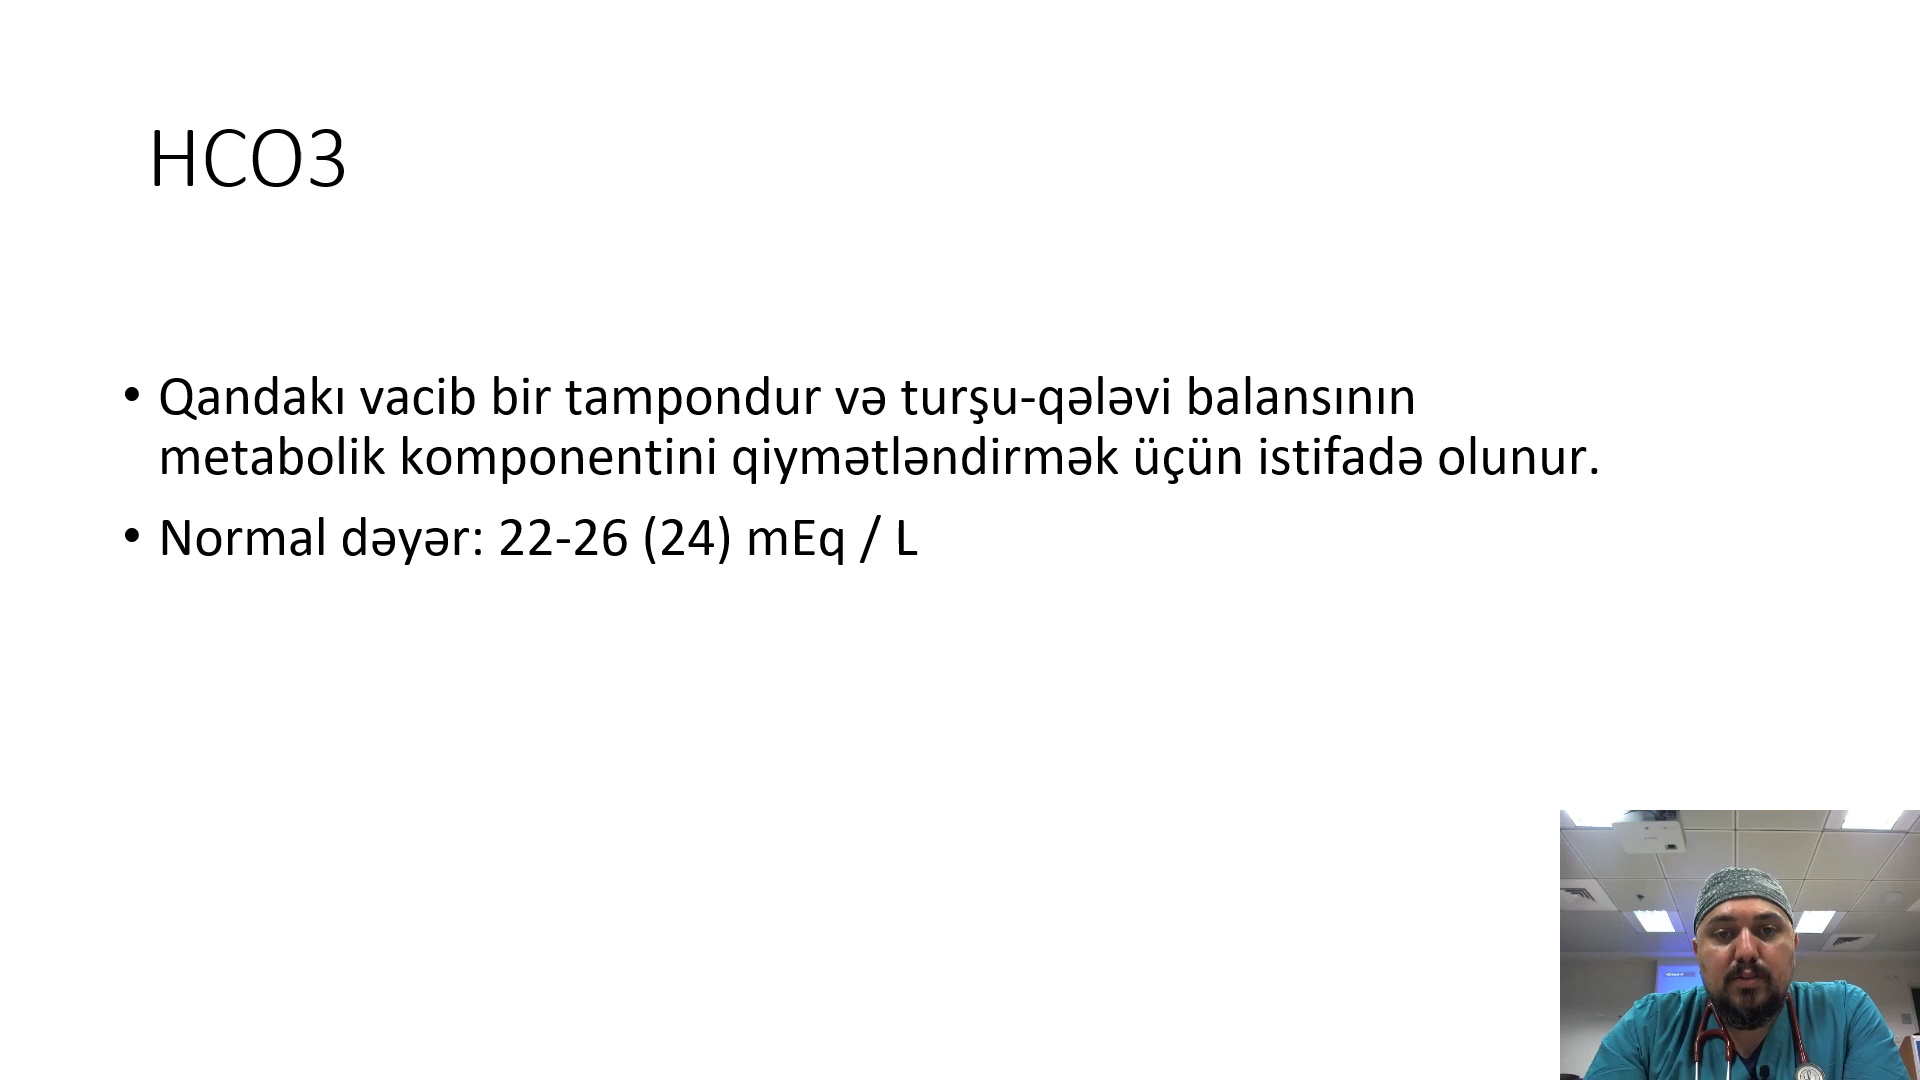 HCO3
• Qandakı vacib bir tampondur və turşu-qələvi balansının
metabolik komponentini qiymətləndirmək üçün istifadə olunur.
• Normal dəyər: 22-26 (24) mEq / L